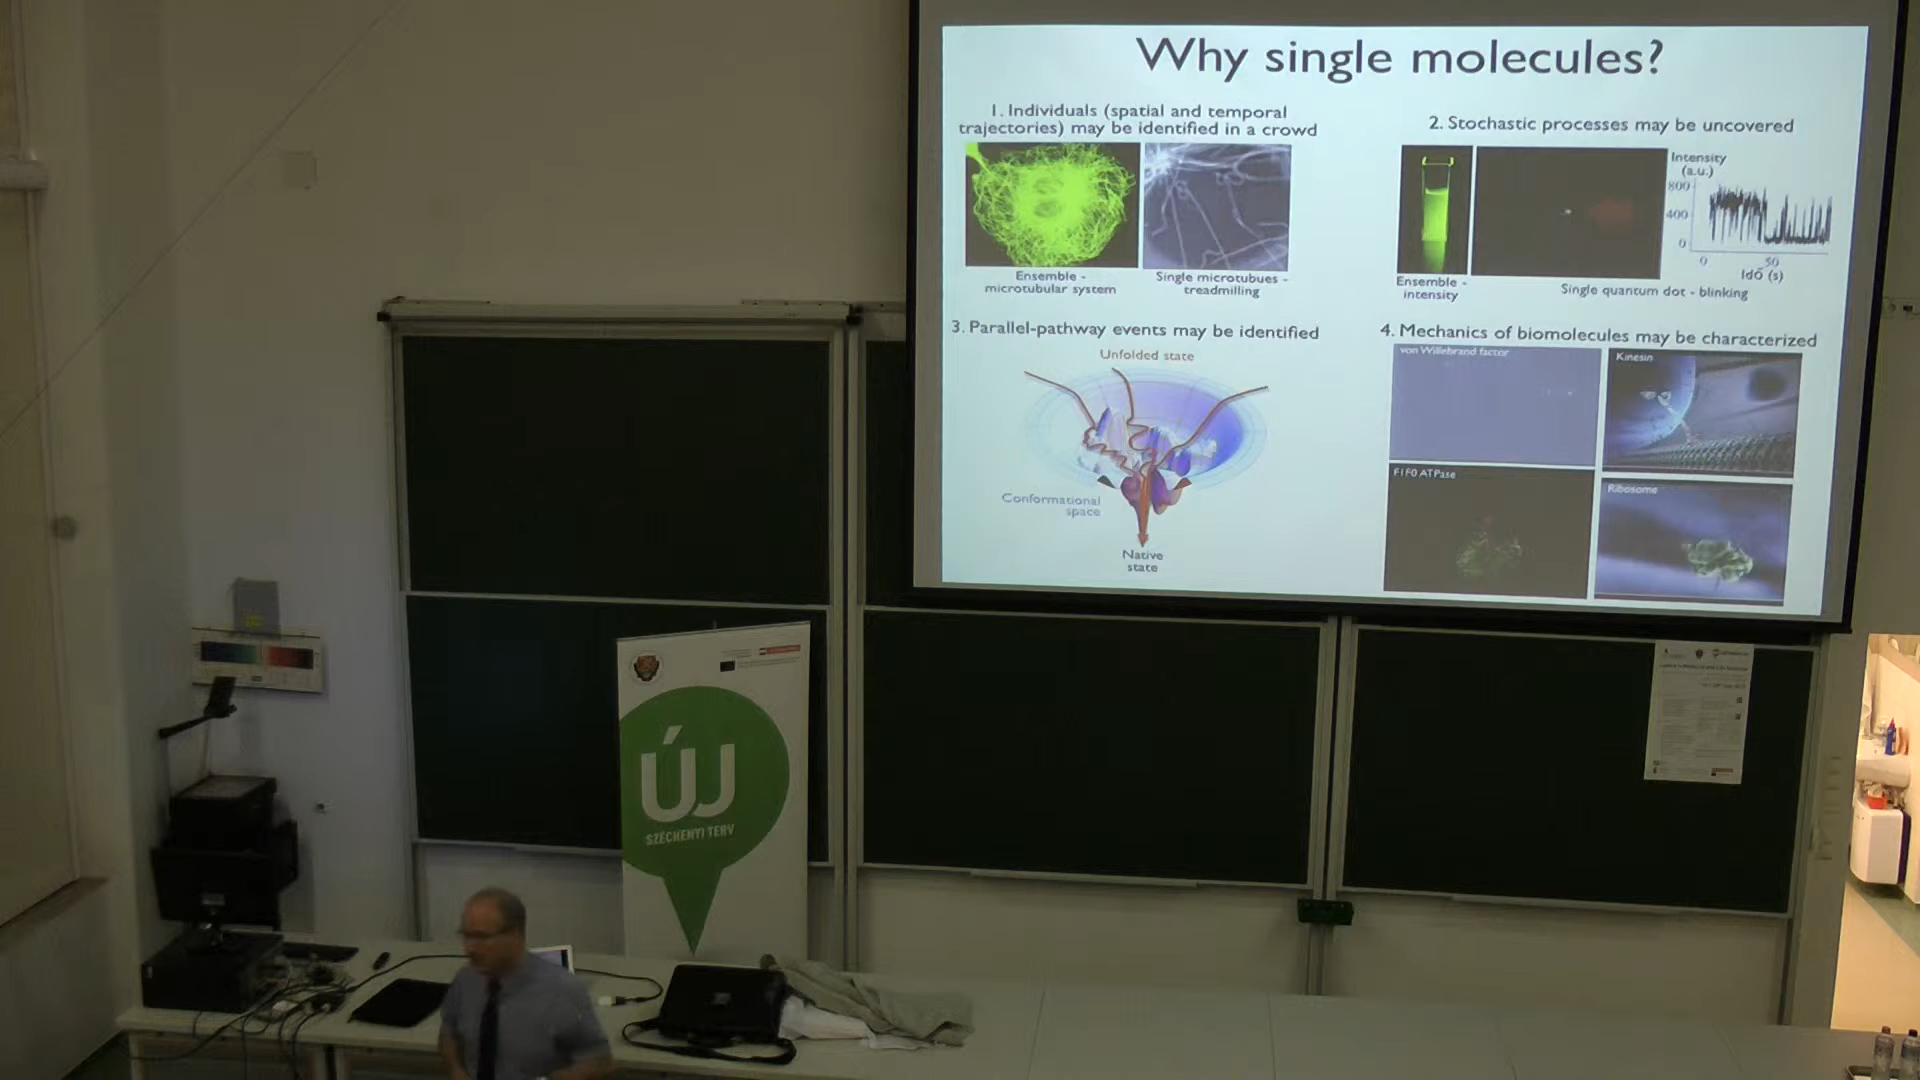 Why single molecules?
1. Individuals (spatial and temporal
trajectories) may be identified in a crowd
Ensemble -
microtubular system
Single microtubues -
treadmilling
2. Stochastic processes may be uncovered
Intensity
(a.u.)
800
400
0
0
50
Idő (s)
Ensemble -
intensity
Single quantum dot - blinking
3. Parallel-pathway events may be identified
Unfolded state
Conformational
space
Native
state
4. Mechanics of biomolecules may be characterized
von Willebrand factor
Kinesin
F1F0 ATPase
Ribosome
ÚJ
SZÉCHENYI TERV